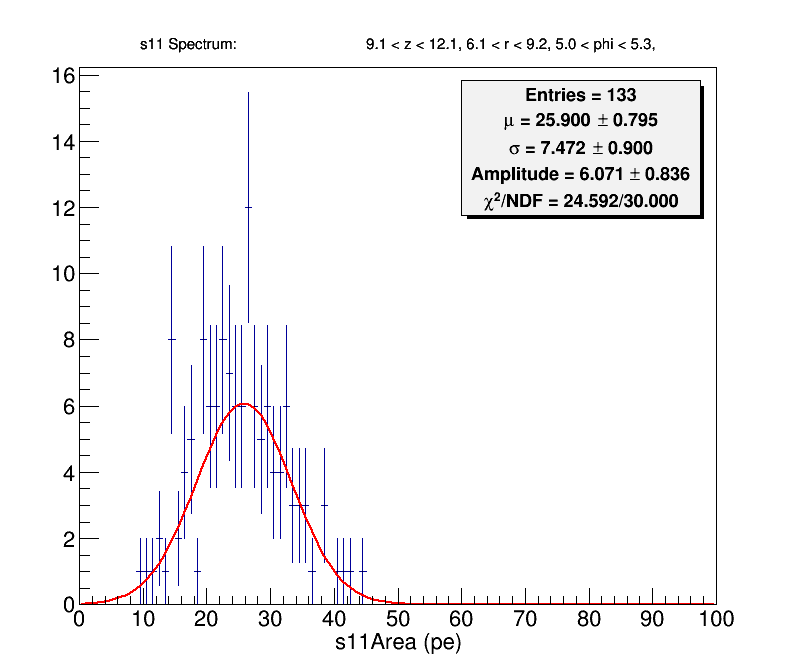 s11 Spectrum: 9.1 < z < 12.1, 6.1 < r < 9.2, 5.0 < phi < 5.3,
Entries = 133
μ = 25.900 ± 0.795
σ = 7.472 ± 0.900
Amplitude = 6.071 ± 0.836
χ²/NDF = 24.592/30.000
16
14
12
10
8
6
4
2
0
0 10 20 30 40 50 60 70 80 90 100
s11Area (pe)